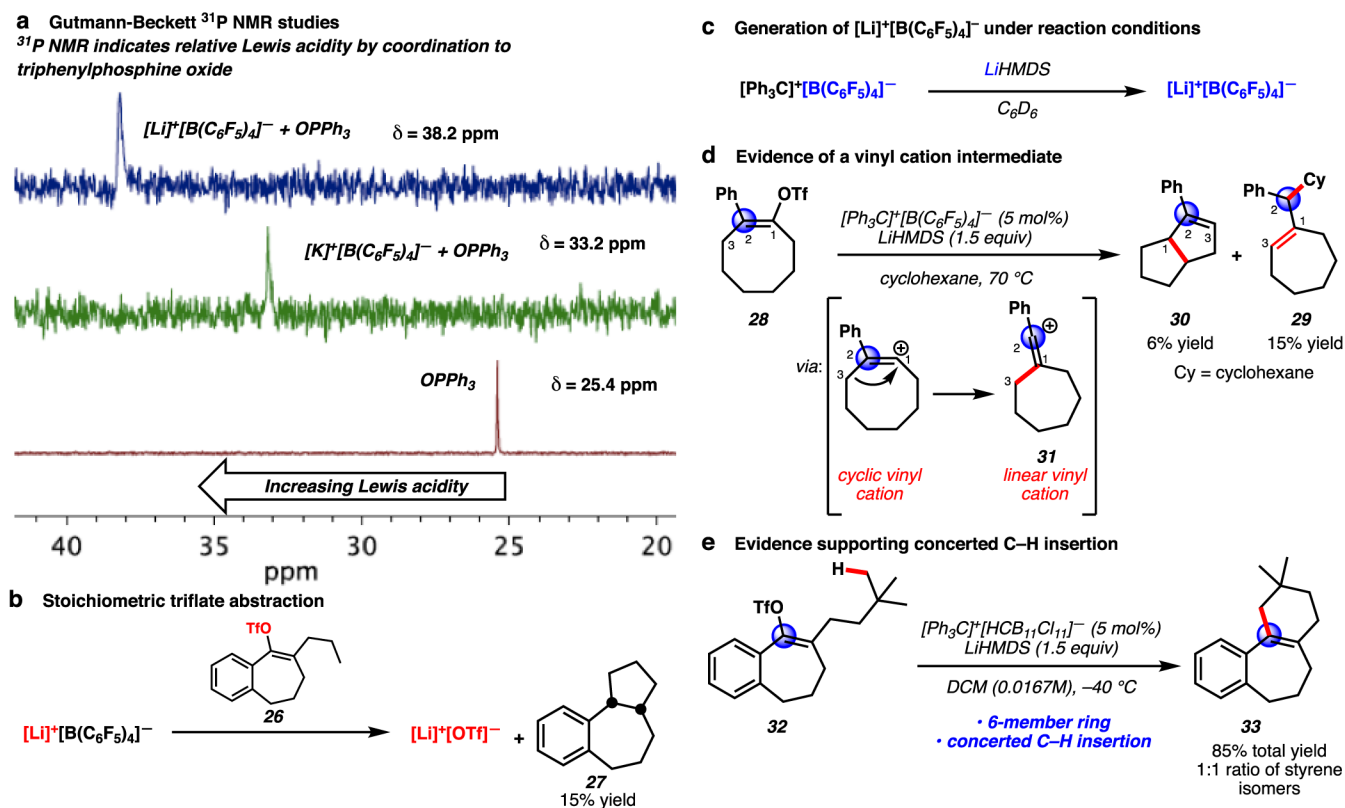 a Gutmann-Beckett ³¹P NMR studies
³¹P NMR indicates relative Lewis acidity by coordination to
triphenylphosphine oxide
[Li]⁺[B(C₆F₅)₄]⁻ + OPPh₃ δ = 38.2 ppm
[K]⁺[B(C₆F₅)₄]⁻ + OPPh₃ δ = 33.2 ppm
OPPh₃ δ = 25.4 ppm
Increasing Lewis acidity
40 35 30 25 20
ppm
b Stoichiometric triflate abstraction
TfO
26
[Li]⁺[B(C₆F₅)₄]⁻
[Li]⁺[OTf]⁻ +
27
15% yield
c Generation of [Li]⁺[B(C₆F₅)₄]⁻ under reaction conditions
[Ph₃C]⁺[B(C₆F₅)₄]⁻
LiHMDS
C₆D₆
[Li]⁺[B(C₆F₅)₄]⁻
d Evidence of a vinyl cation intermediate
Ph
OTf
3 2 1
28
[Ph₃C]⁺[B(C₆F₅)₄]⁻ (5 mol%)
LiHMDS (1.5 equiv)
cyclohexane, 70 °C
Ph
2
3
1
30
6% yield
+
Ph
Cy
2
1
3
29
15% yield
Cy = cyclohexane
via:
Ph
2
⊕
1
3
cyclic vinyl
cation
Ph
⊕
2
1
3
31
linear vinyl
cation
e Evidence supporting concerted C–H insertion
H
TfO
32
[Ph₃C]⁺[HCB₁₁Cl₁₁]⁻ (5 mol%)
LiHMDS (1.5 equiv)
DCM (0.0167M), –40 °C
• 6-member ring
• concerted C–H insertion
33
85% total yield
1:1 ratio of styrene
isomers